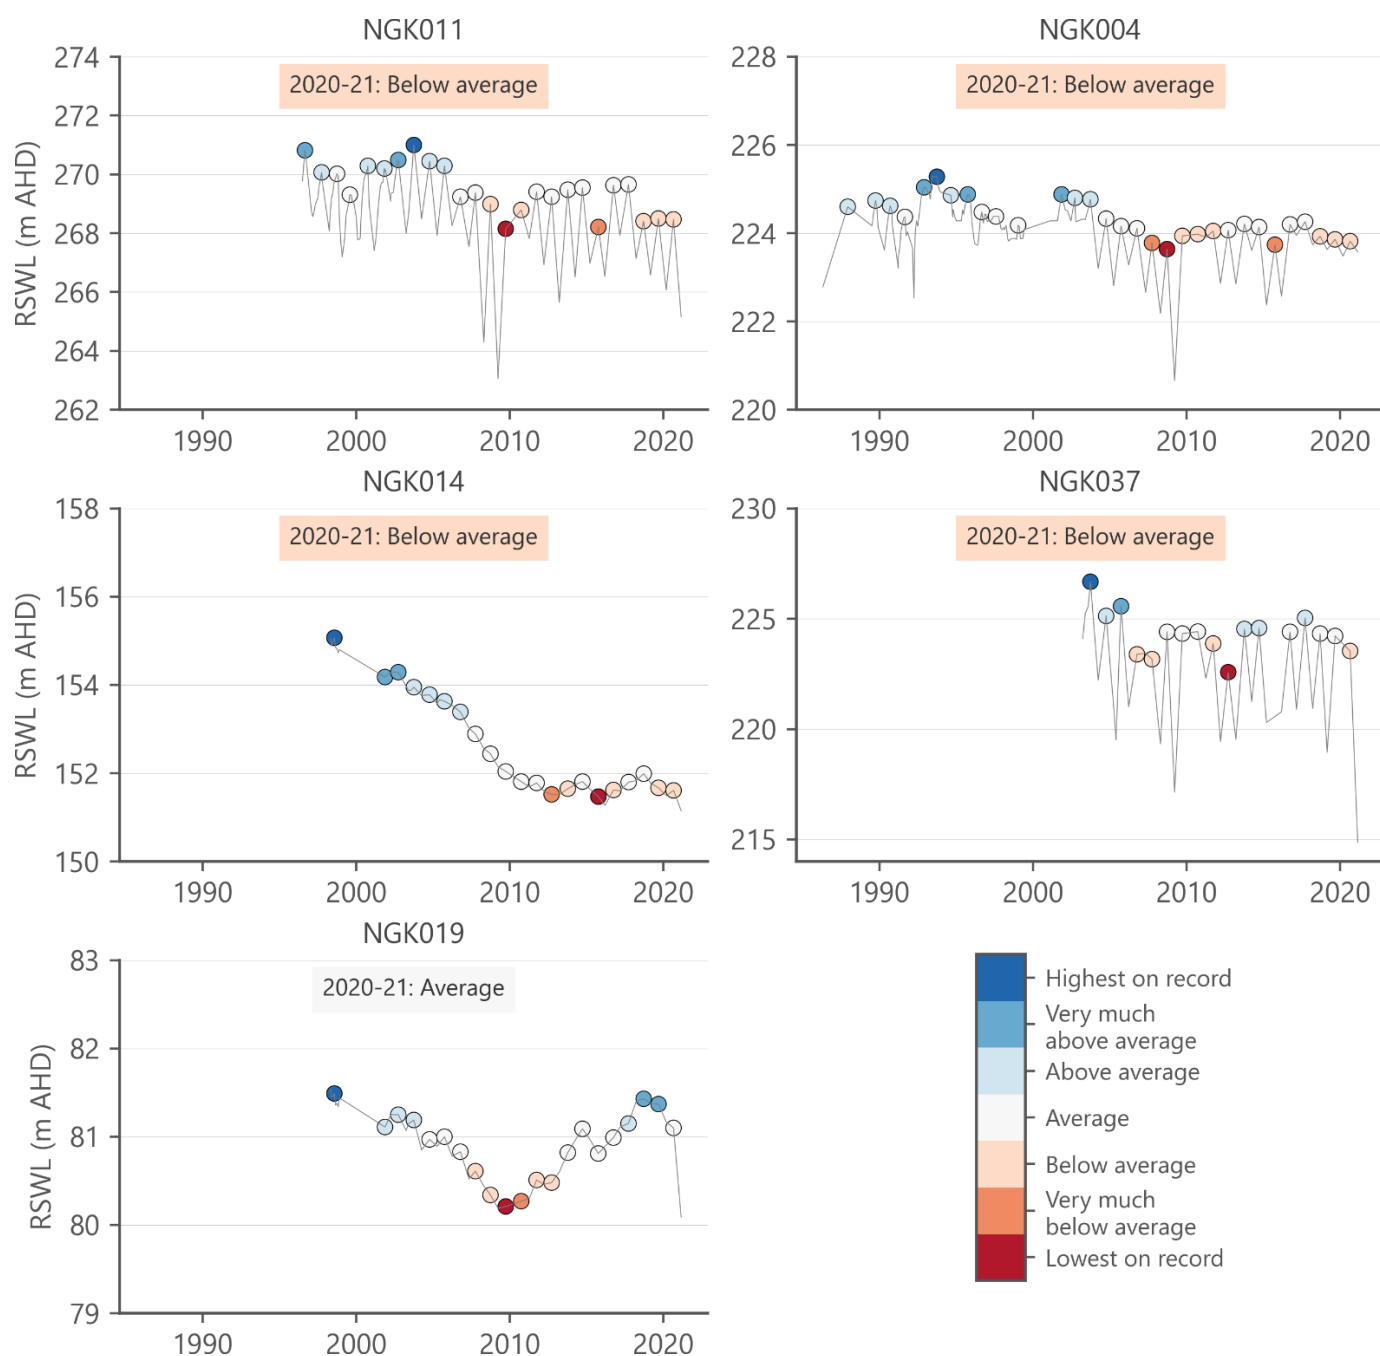 NGK011
2020-21: Below average
RSWL (m AHD)
274
272
270
268
266
264
262
1990
2000
2010
2020
NGK004
2020-21: Below average
228
226
224
222
220
1990
2000
2010
2020
NGK014
2020-21: Below average
RSWL (m AHD)
158
156
154
152
150
1990
2000
2010
2020
NGK037
2020-21: Below average
230
225
220
215
1990
2000
2010
2020
NGK019
2020-21: Average
RSWL (m AHD)
83
82
81
80
79
1990
2000
2010
2020
Highest on record
Very much
above average
Above average
Average
Below average
Very much
below average
Lowest on record